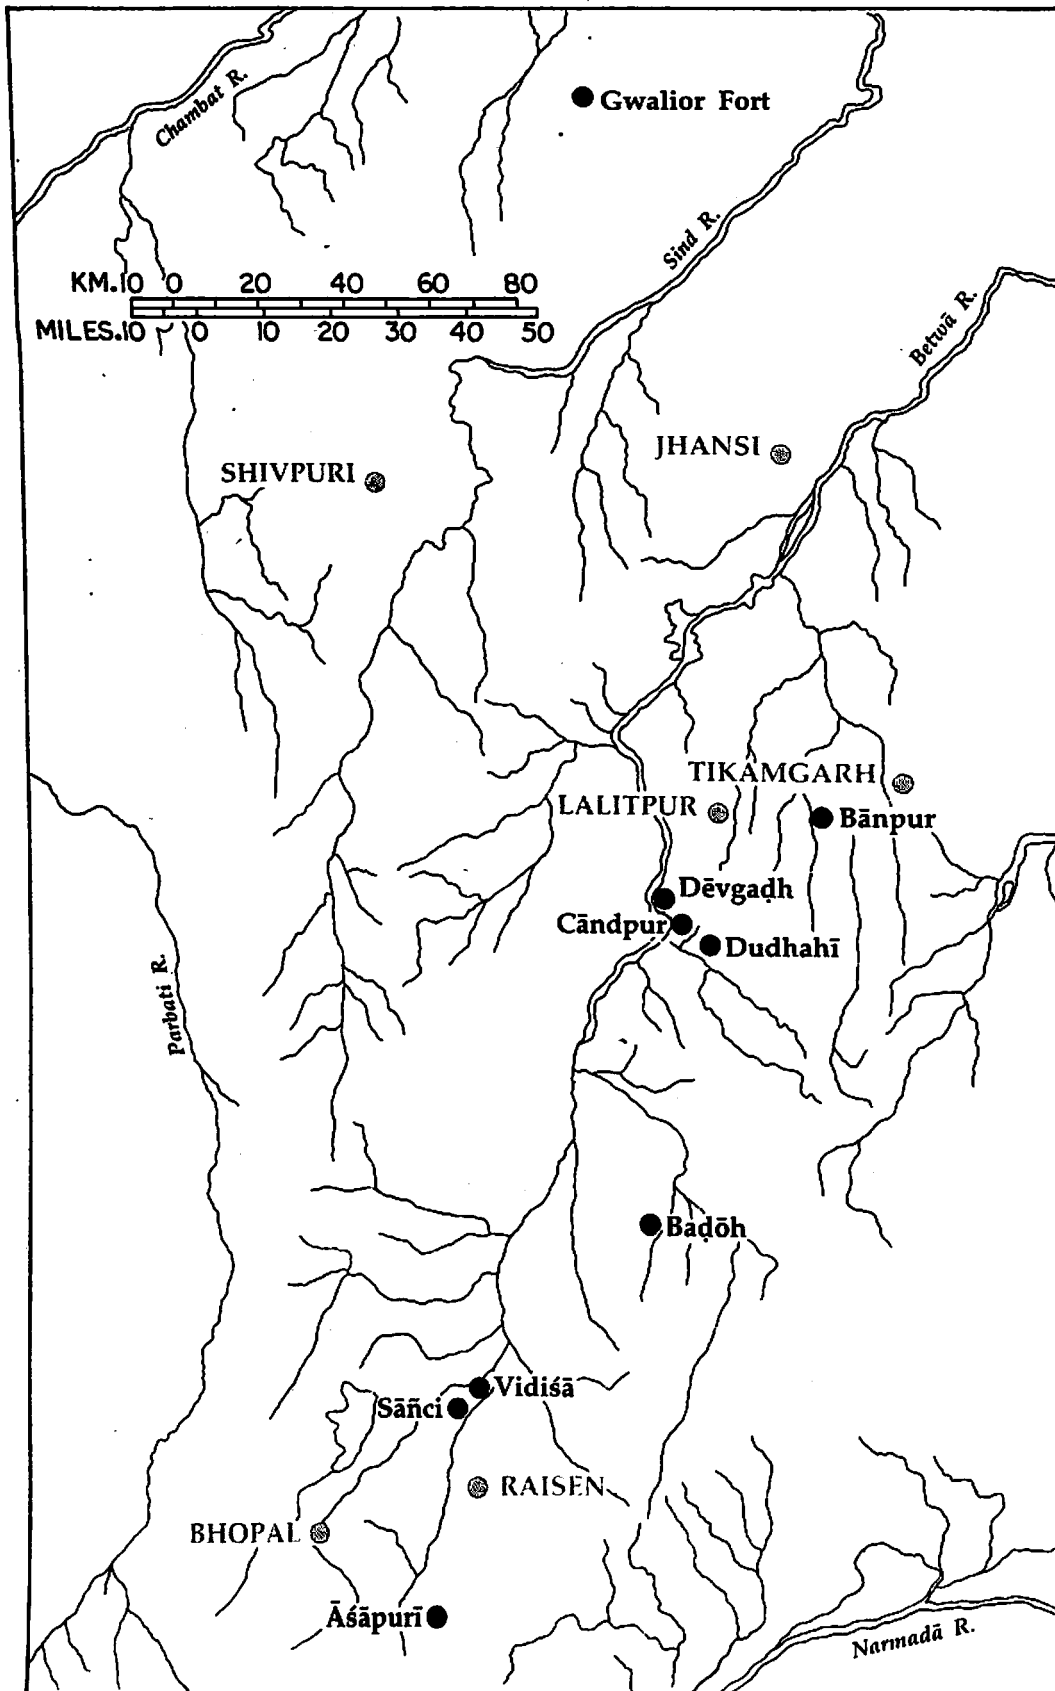 Chambat R.
Gwalior Fort
Sind R.
KM. 10 0 20 40 60 80
MILES. 10 0 10 20 30 40 50
Betwā R.
JHANSI
SHIVPURI
TIKAMGARH
LALITPUR
Bānpur
Dēvgaḍh
Cāndpur
Dudhahī
Parbati R.
Baḍōh
Vidiśā
Sāñci
RAISEN
BHOPAL
Āśāpurī
Narmadā R.